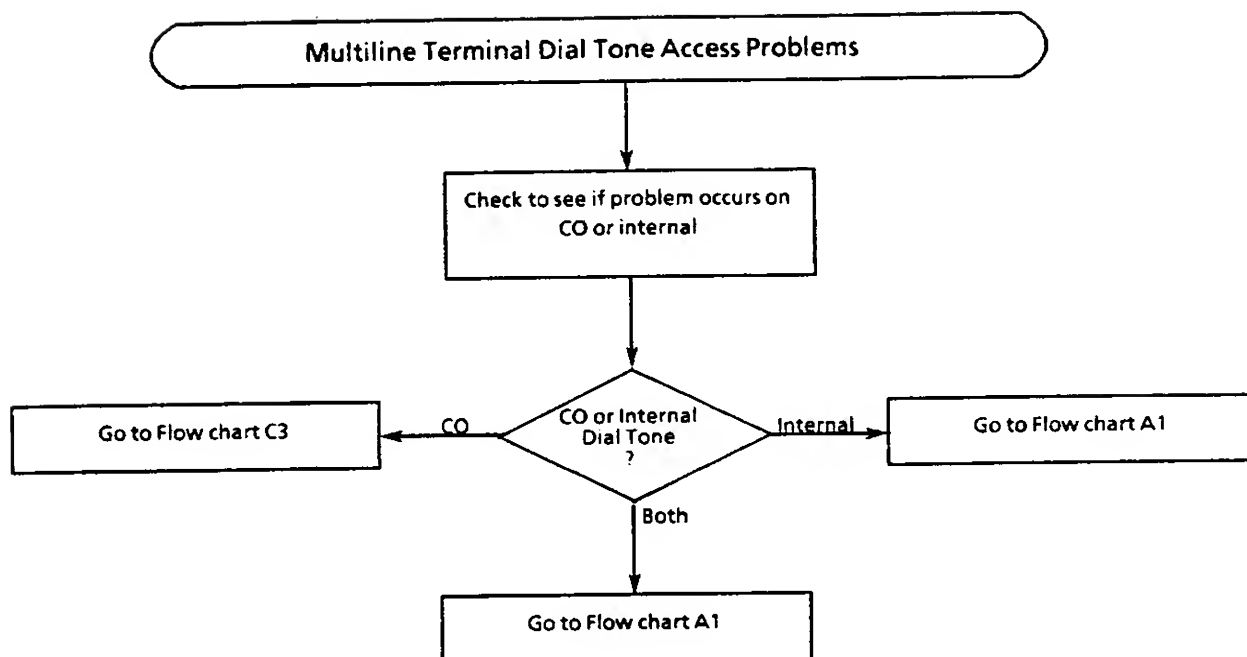 Multiline Terminal Dial Tone Access Problems
Check to see if problem occurs on
CO or internal
CO or Internal
Dial Tone
?
CO
Internal
Both
Go to Flow chart C3
Go to Flow chart A1
Go to Flow chart A1